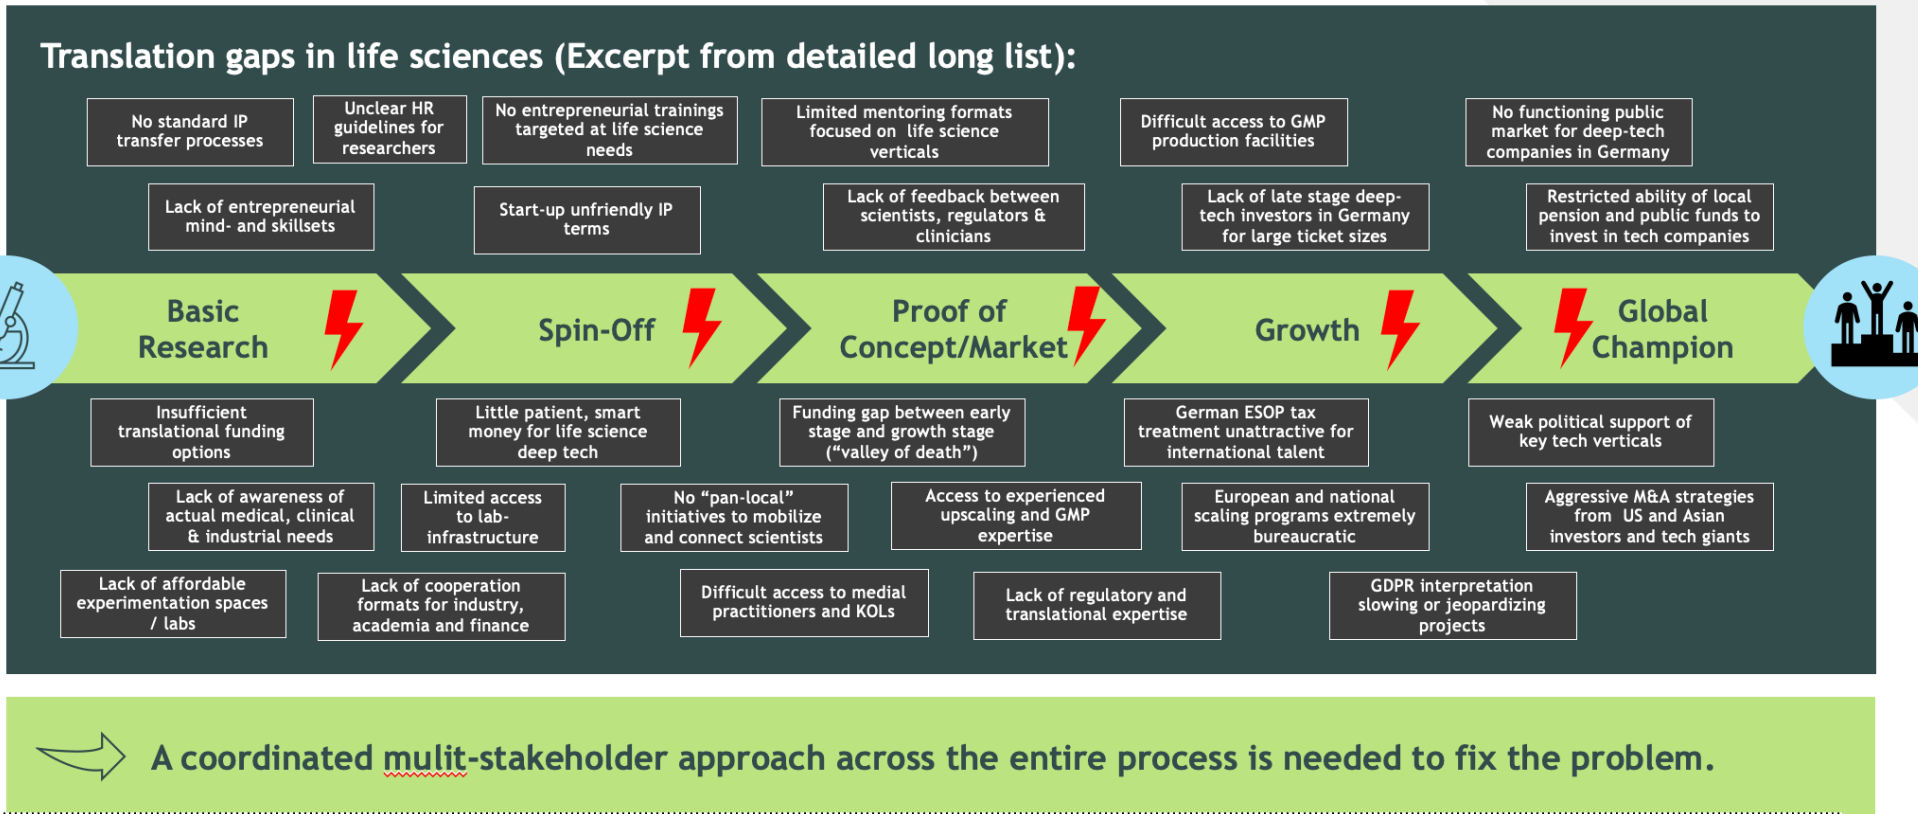 Translation gaps in life sciences (Excerpt from detailed long list):
No standard IP
transfer processes
Unclear HR
guidelines for
researchers
No entrepreneurial trainings
targeted at life science
needs
Limited mentoring formats
focused on life science
verticals
Difficult access to GMP
production facilities
No functioning public
market for deep-tech
companies in Germany
Lack of entrepreneurial
mind- and skillsets
Start-up unfriendly IP
terms
Lack of feedback between
scientists, regulators &
clinicians
Lack of late stage deep-
tech investors in Germany
for large ticket sizes
Restricted ability of local
pension and public funds to
invest in tech companies
Basic
Research
Spin-Off
Proof of
Concept/Market
Growth
Global
Champion
Insufficient
translational funding
options
Little patient, smart
money for life science
deep tech
Funding gap between early
stage and growth stage
(“valley of death”)
German ESOP tax
treatment unattractive for
international talent
Weak political support of
key tech verticals
Lack of awareness of
actual medical, clinical
& industrial needs
Limited access
to lab-
infrastructure
No “pan-local”
initiatives to mobilize
and connect scientists
Access to experienced
upscaling and GMP
expertise
European and national
scaling programs extremely
bureaucratic
Aggressive M&A strategies
from US and Asian
investors and tech giants
Lack of affordable
experimentation spaces
/ labs
Lack of cooperation
formats for industry,
academia and finance
Difficult access to medial
practitioners and KOLs
Lack of regulatory and
translational expertise
GDPR interpretation
slowing or jeopardizing
projects
A coordinated mulit-stakeholder approach across the entire process is needed to fix the problem.